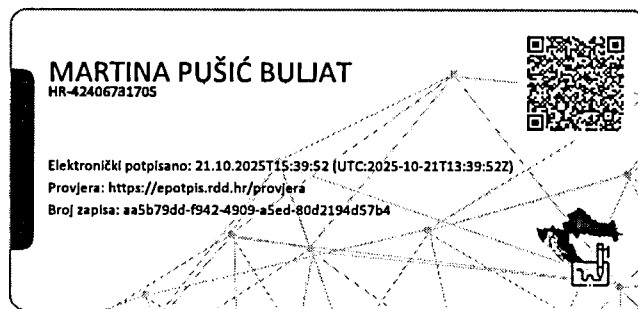 MARTINA PUŠIĆ BULJAT
HR-42406731705
Elektronički potpisano: 21.10.2025T15:39:52 (UTC:2025-10-21T13:39:52Z)
Provjera: https://epotpis.rdd.hr/provjera
Broj zapisa: aa5b79dd-f942-4909-a5ed-80d2194d57b4